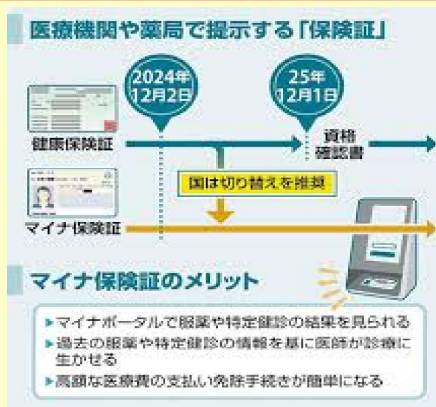 医療機関や薬局で提示する「保険証」
2024年
12月2日
25年
12月1日
健康保険証
資格
確認書
国は切り替えを推奨
マイナ保険証
マイナ保険証のメリット
▶マイナポータルで服薬や特定健診の結果を見られる
▶過去の服薬や特定健診の情報を基に医師が診療に
生かせる
▶高額な医療費の支払い免除手続きが簡単になる